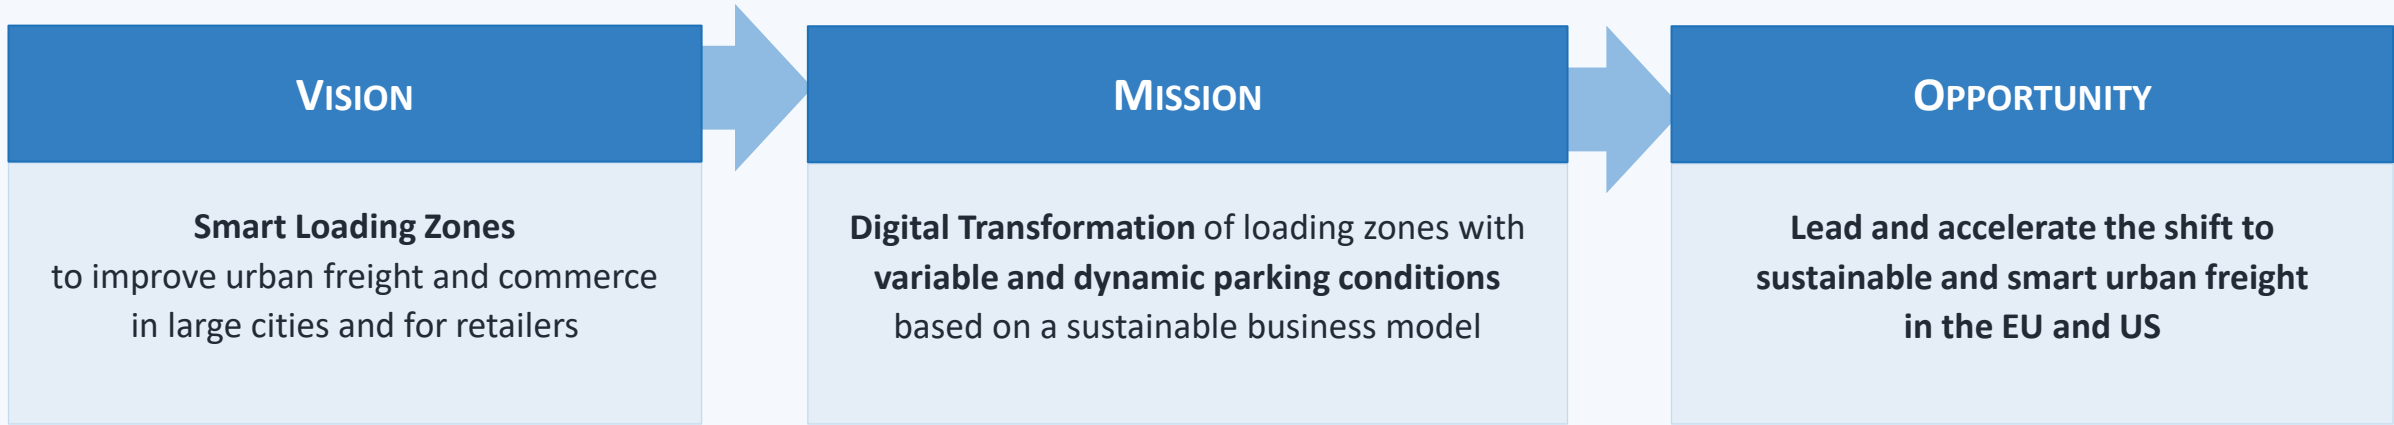 VISION
Smart Loading Zones
to improve urban freight and commerce
in large cities and for retailers
MISSION
Digital Transformation of loading zones with
variable and dynamic parking conditions
based on a sustainable business model
OPPORTUNITY
Lead and accelerate the shift to
sustainable and smart urban freight
in the EU and US